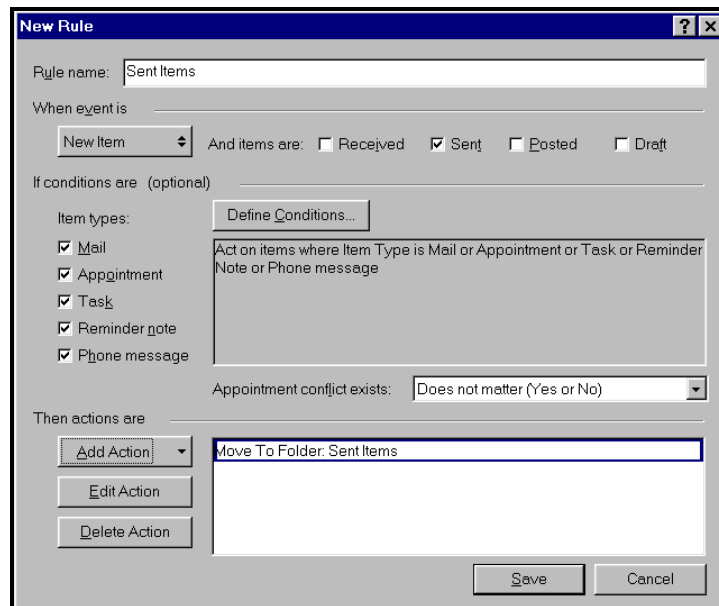 New Rule
Rule name: Sent Items
When event is
New Item And items are: Received Sent Posted Draft
If conditions are (optional)
Item types: Define Conditions...
Mail
Appointment
Task
Reminder note
Phone message
Act on items where Item Type is Mail or Appointment or Task or Reminder
Note or Phone message
Appointment conflict exists: Does not matter (Yes or No)
Then actions are
Add Action
Edit Action
Delete Action
Move To Folder: Sent Items
Save Cancel